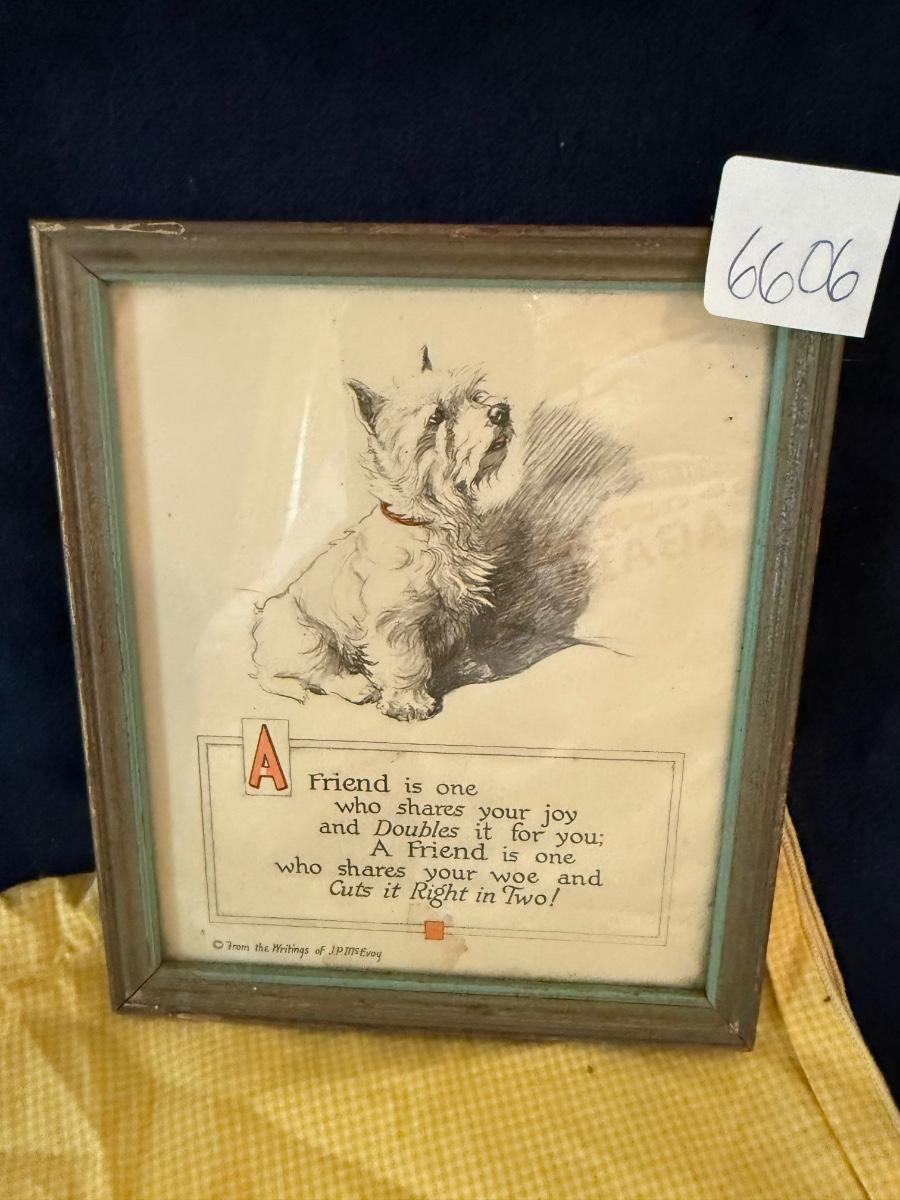 6606
A Friend is one
who shares your joy
and Doubles it for you;
A Friend is one
who shares your woe and
Cuts it Right in Two!
© From the Writings of J.P. McEvoy